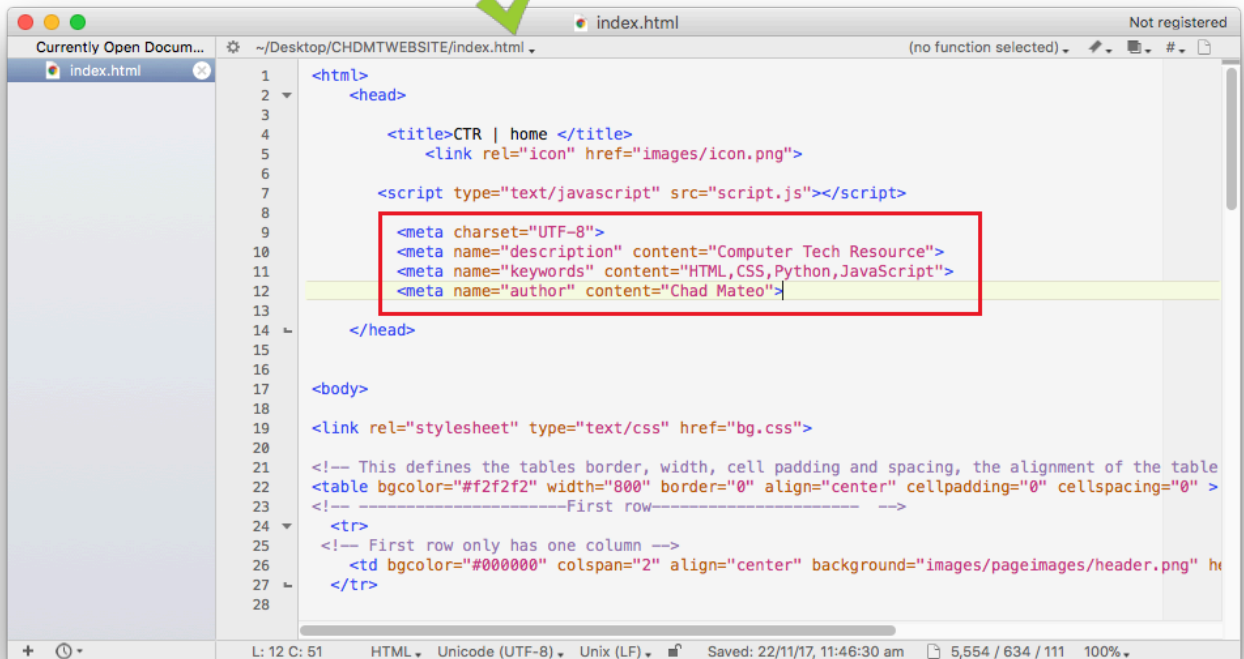 index.html
Not registered
Currently Open Docum...
~/Desktop/CHDMTWEBSITE/index.html
(no function selected)
#
index.html
1 <html>
2 <head>
3
4 <title>CTR | home </title>
5 <link rel="icon" href="images/icon.png">
6
7 <script type="text/javascript" src="script.js"></script>
8
9 <meta charset="UTF-8">
10 <meta name="description" content="Computer Tech Resource">
11 <meta name="keywords" content="HTML,CSS,Python,JavaScript">
12 <meta name="author" content="Chad Mateo">
13
14 </head>
15
16
17 <body>
18
19 <link rel="stylesheet" type="text/css" href="bg.css">
20
21 <!-- This defines the tables border, width, cell padding and spacing, the alignment of the table
22 <table bgcolor="#f2f2f2" width="800" border="0" align="center" cellpadding="0" cellspacing="0" >
23 <!-- ----------------------First row---------------------- -->
24 <tr>
25 <!-- First row only has one column -->
26 <td bgcolor="#000000" colspan="2" align="center" background="images/pageimages/header.png" he
27 </tr>
28
+
L: 12 C: 51
HTML
Unicode (UTF-8)
Unix (LF)
Saved: 22/11/17, 11:46:30 am
5,554 / 634 / 111
100%